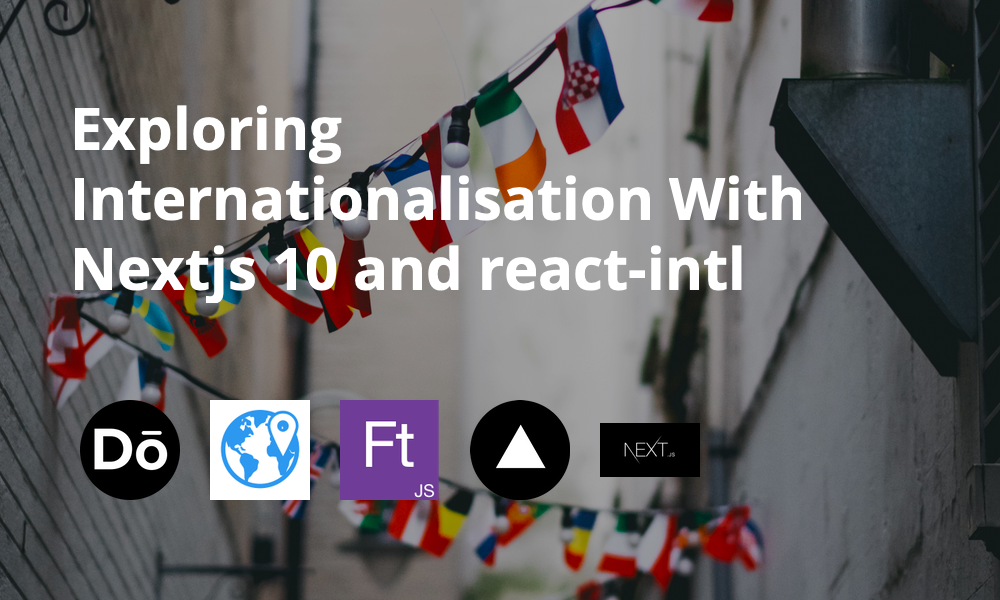 Exploring
Internationalisation With
Nextjs 10 and react-intl
Dō
Ft
JS
NEXT.JS